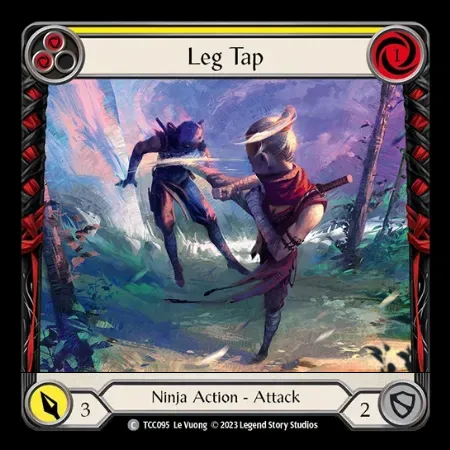 Leg Tap
1
Ninja Action - Attack
3
2
C TCC095 Le Vuong © 2023 Legend Story Studios